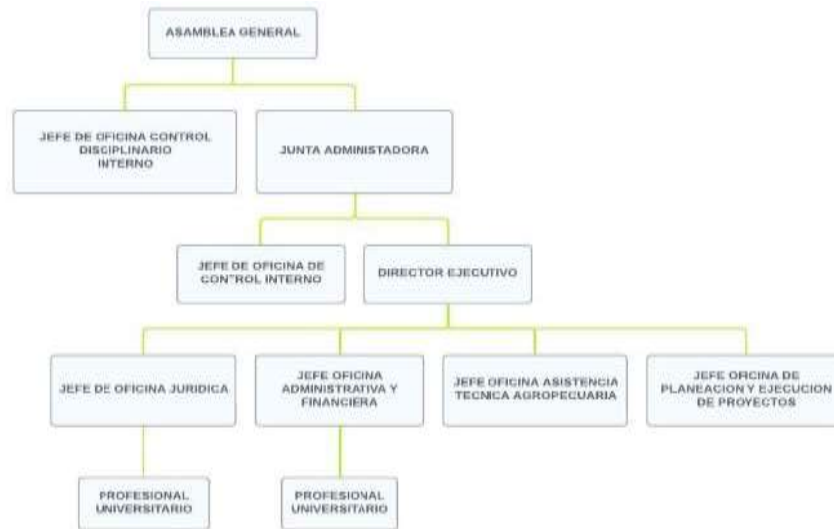 ASAMBLEA GENERAL
JEFE DE OFICINA CONTROL
DISCIPLINARIO
INTERNO
JUNTA ADMINISTADORA
JEFE DE OFICINA DE
CONTROL INTERNO
DIRECTOR EJECUTIVO
JEFE DE OFICINA JURIDICA
JEFE OFICINA
ADMINISTRATIVA Y
FINANCIERA
JEFE OFICINA ASISTENCIA
TECNICA AGROPECUARIA
JEFE ORCINA DE
PLANEACION Y EJECUCION
DE PROYECTOS
PROFESIONAL
UNIVERSITARIO
PROFESIONAL
UNIVERSITARIO